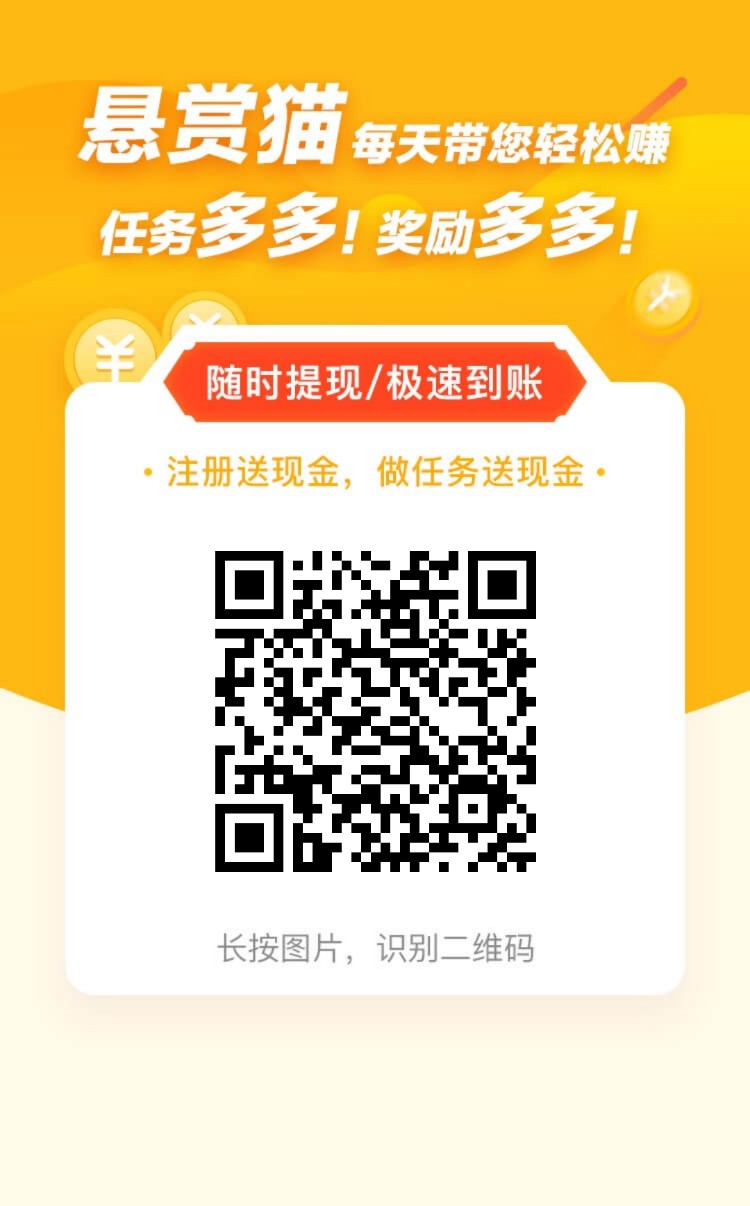 悬赏猫每天带您轻松赚
任务多多！奖励多多！
随时提现/极速到账
·注册送现金，做任务送现金·
长按图片，识别二维码